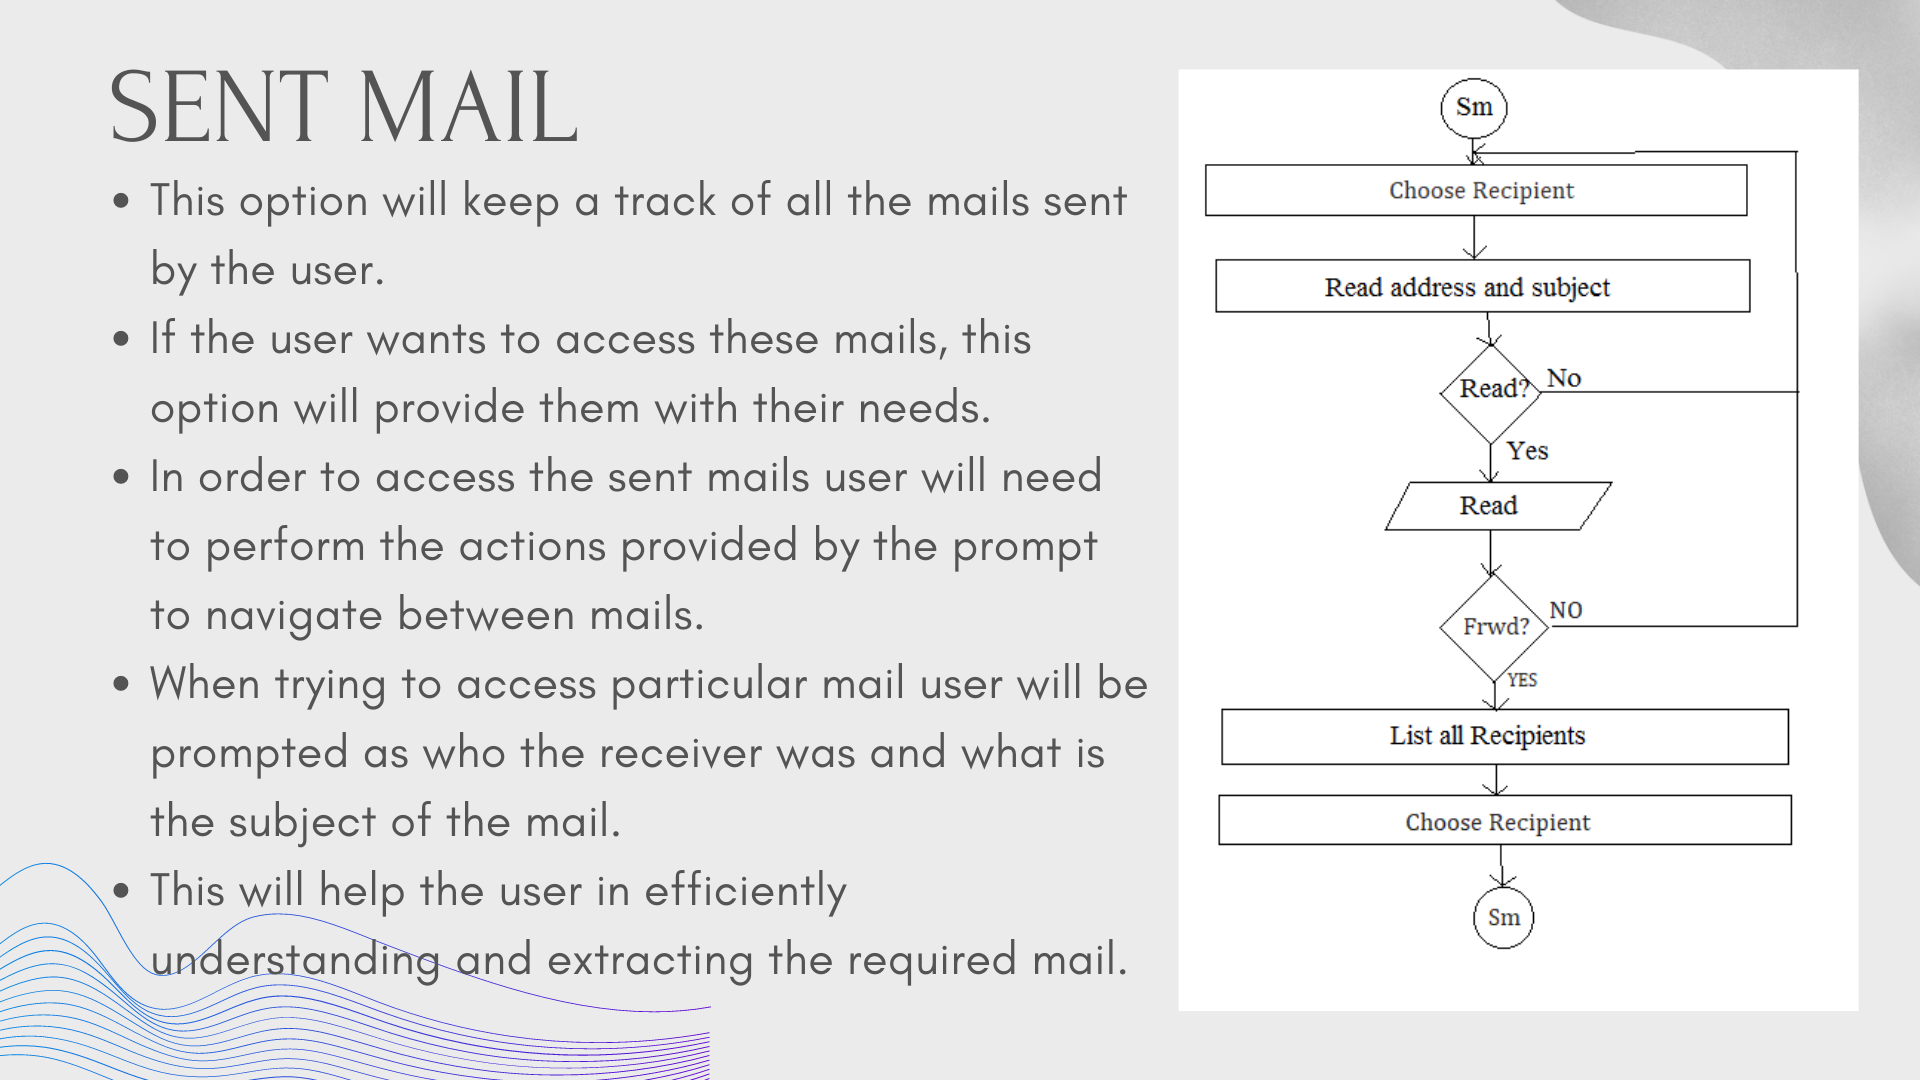 SENT MAIL
• This option will keep a track of all the mails sent
by the user.
• If the user wants to access these mails, this
option will provide them with their needs.
• In order to access the sent mails user will need
to perform the actions provided by the prompt
to navigate between mails.
• When trying to access particular mail user will be
prompted as who the receiver was and what is
the subject of the mail.
• This will help the user in efficiently
understanding and extracting the required mail.
Sm
Choose Recipient
Read address and subject
Read?
No
Yes
Read
Frwd?
NO
YES
List all Recipients
Choose Recipient
Sm